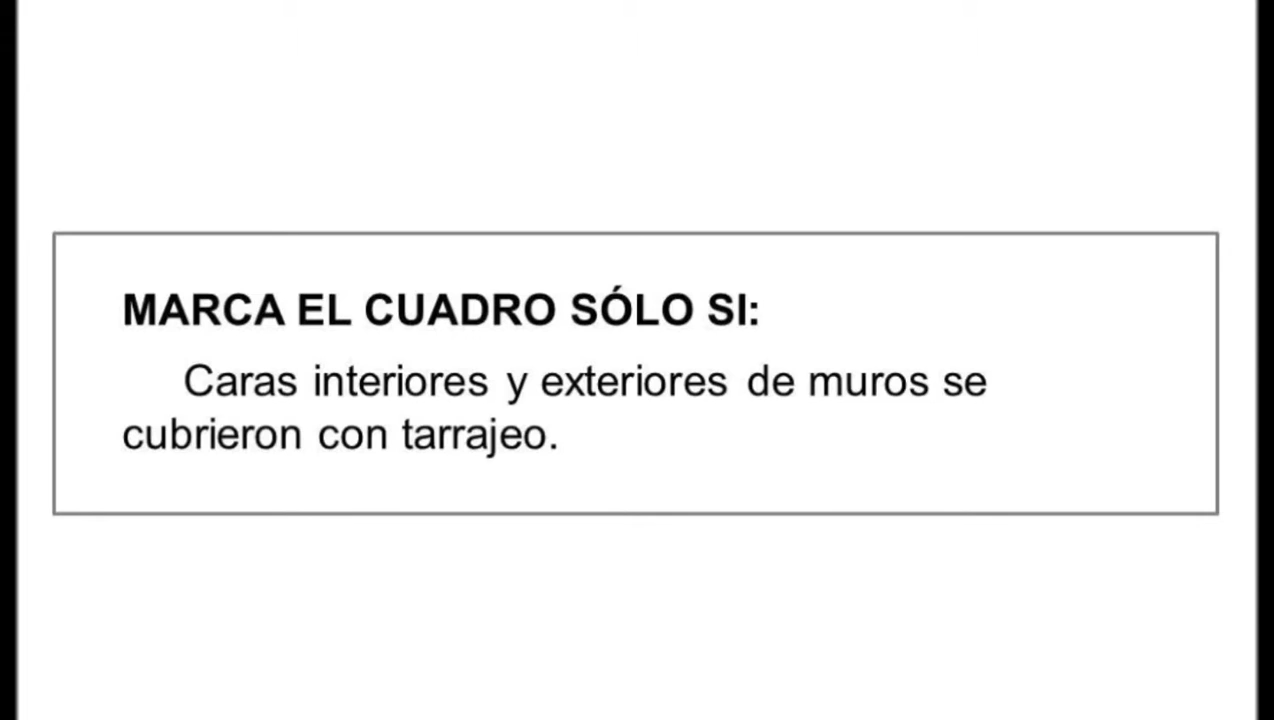 MARCA EL CUADRO SÓLO SI:
Caras interiores y exteriores de muros se
cubrieron con tarrajeo.